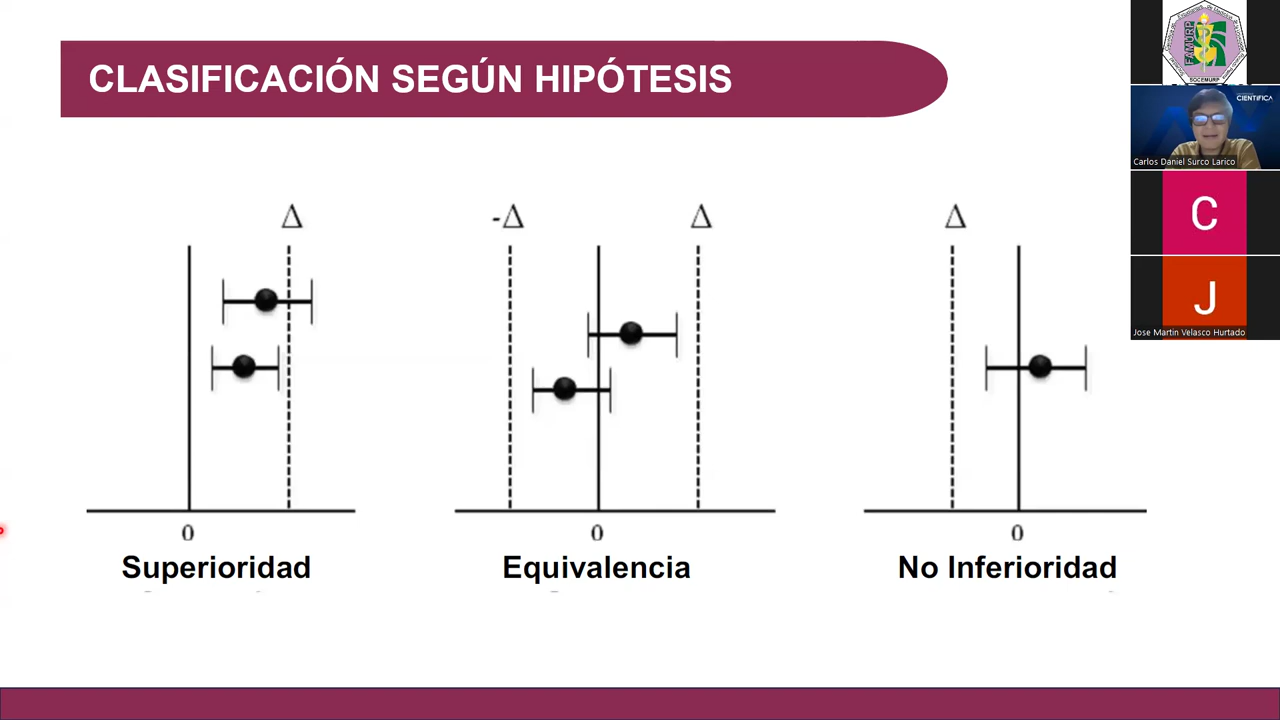 CLASIFICACIÓN SEGÚN HIPÓTESIS
Δ
-Δ
Δ
Δ
0
0
0
Superioridad
Equivalencia
No Inferioridad
FAMURP
SOCEMURP
CIENTÍFICA
Carlos Daniel Surco Larico
C
J
Jose Martin Velasco Hurtado